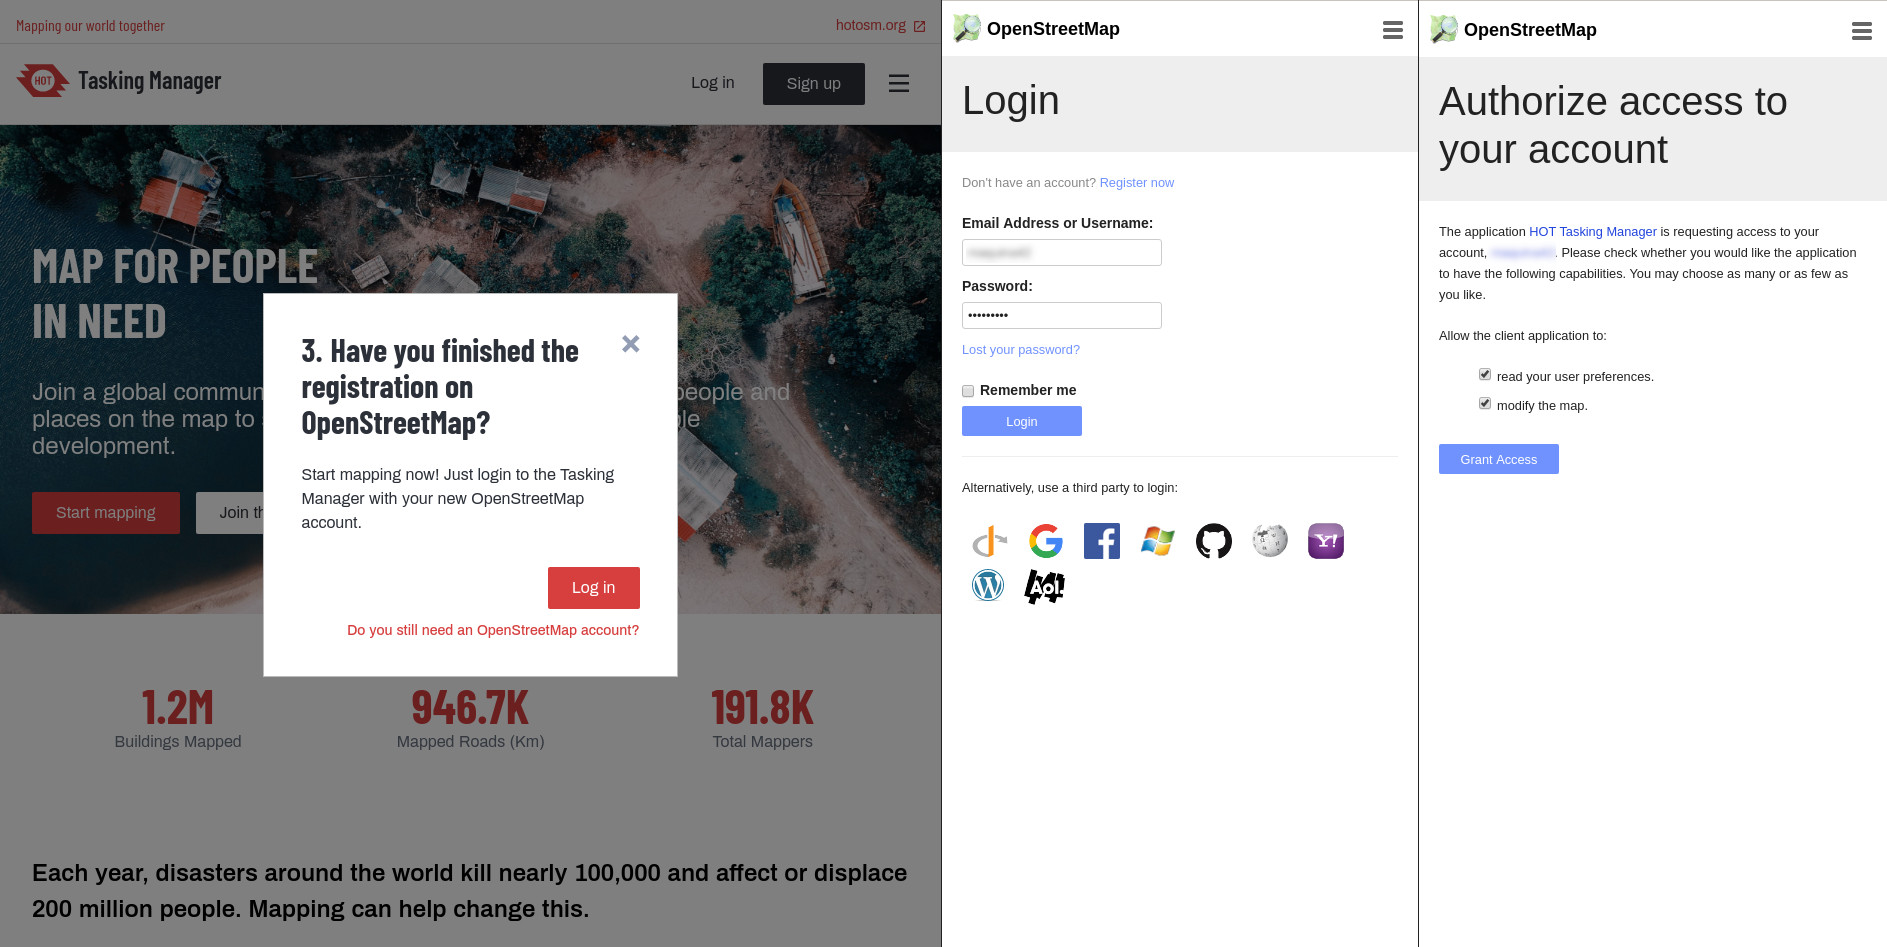 Mapping our world together
hotosm.org
HOT
Tasking Manager
Log in
Sign up
MAP FOR PEOPLE
IN NEED
Join a global commun
people and
places on the map to
ple
development.
Start mapping
Join th
3. Have you finished the
registration on
OpenStreetMap?
Start mapping now! Just login to the Tasking
Manager with your new OpenStreetMap
account.
Log in
Do you still need an OpenStreetMap account?
1.2M
Buildings Mapped
946.7K
Mapped Roads (Km)
191.8K
Total Mappers
Each year, disasters around the world kill nearly 100,000 and affect or displace
200 million people. Mapping can help change this.
OpenStreetMap
Login
Don't have an account? Register now
Email Address or Username:
Password:
•••••••••
Lost your password?
Remember me
Login
Alternatively, use a third party to login:
Y!
W
Aol
OpenStreetMap
Authorize access to
your account
The application HOT Tasking Manager is requesting access to your
account, . Please check whether you would like the application
to have the following capabilities. You may choose as many or as few as
you like.
Allow the client application to:
read your user preferences.
modify the map.
Grant Access